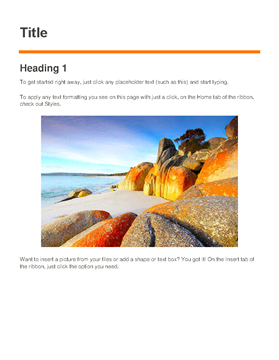 Title
Heading 1
To get started right away, just click any placeholder text (such as this) and start typing.
To apply any text formatting you see on this page with just a click, on the Home tab of the ribbon,
check out Styles.
Want to insert a picture from your files or add a shape or text box? You got it! On the Insert tab of
the ribbon, just click the option you need.